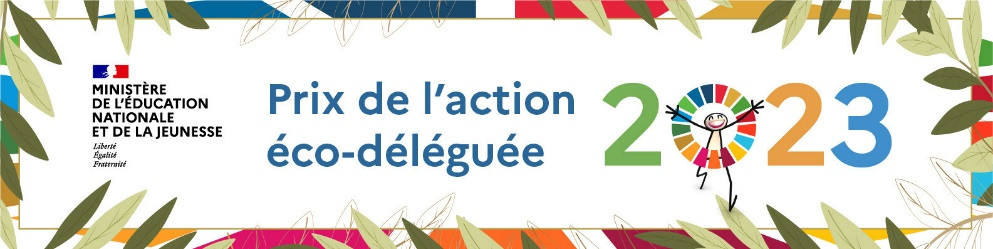 MINISTÈRE
DE L'ÉDUCATION
NATIONALE
ET DE LA JEUNESSE
Liberté
Égalité
Fraternité
Prix de l'action
éco-déléguée
2023